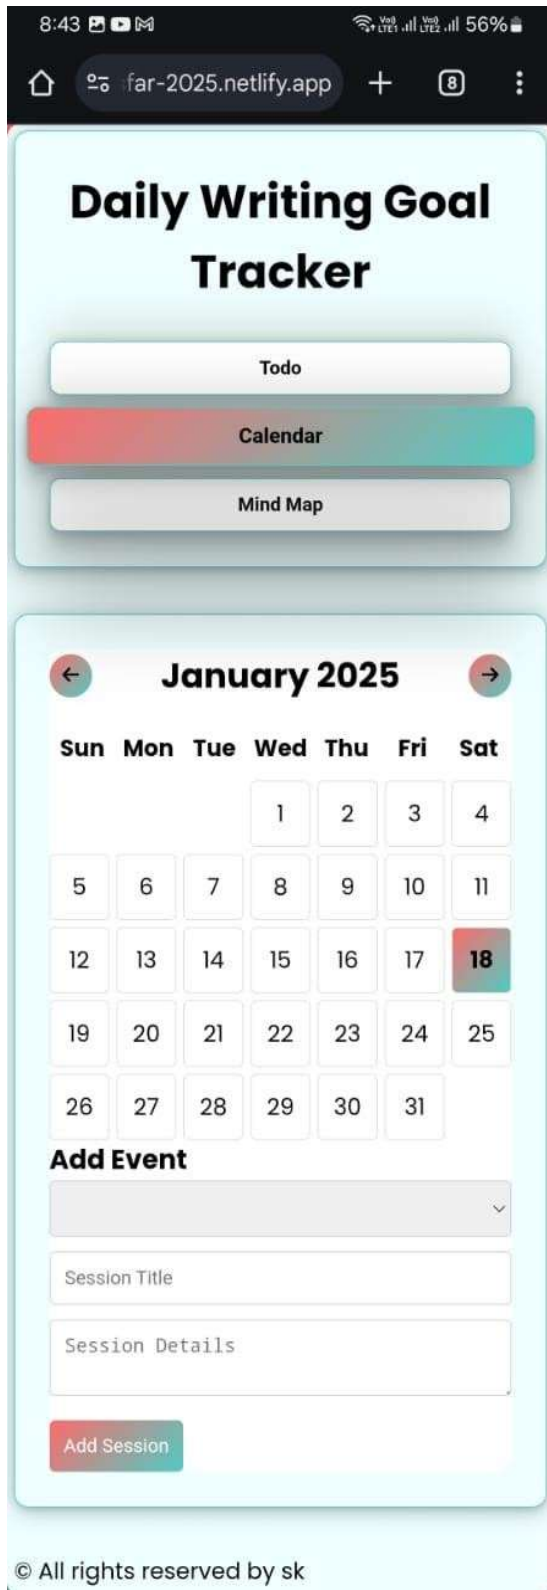 8:43 56%
far-2025.netlify.app 8
Daily Writing Goal
Tracker
Todo
Calendar
Mind Map
January 2025
Sun Mon Tue Wed Thu Fri Sat
1 2 3 4
5 6 7 8 9 10 11
12 13 14 15 16 17 18
19 20 21 22 23 24 25
26 27 28 29 30 31
Add Event
Session Title
Session Details
Add Session
© All rights reserved by sk